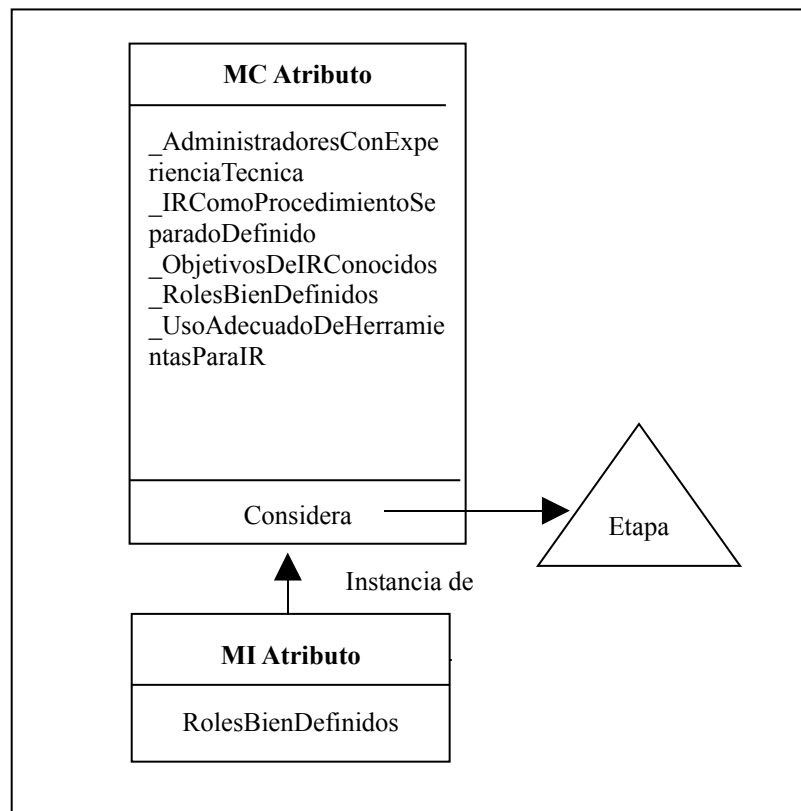 MC Atributo
_AdministradoresConExpe
rienciaTecnica
_IRComoProcedimientoSe
paradoDefinido
_ObjetivosDeIRConocidos
_RolesBienDefinidos
_UsoAdecuadoDeHerramie
ntasParaIR
Considera
Etapa
Instancia de
MI Atributo
RolesBienDefinidos